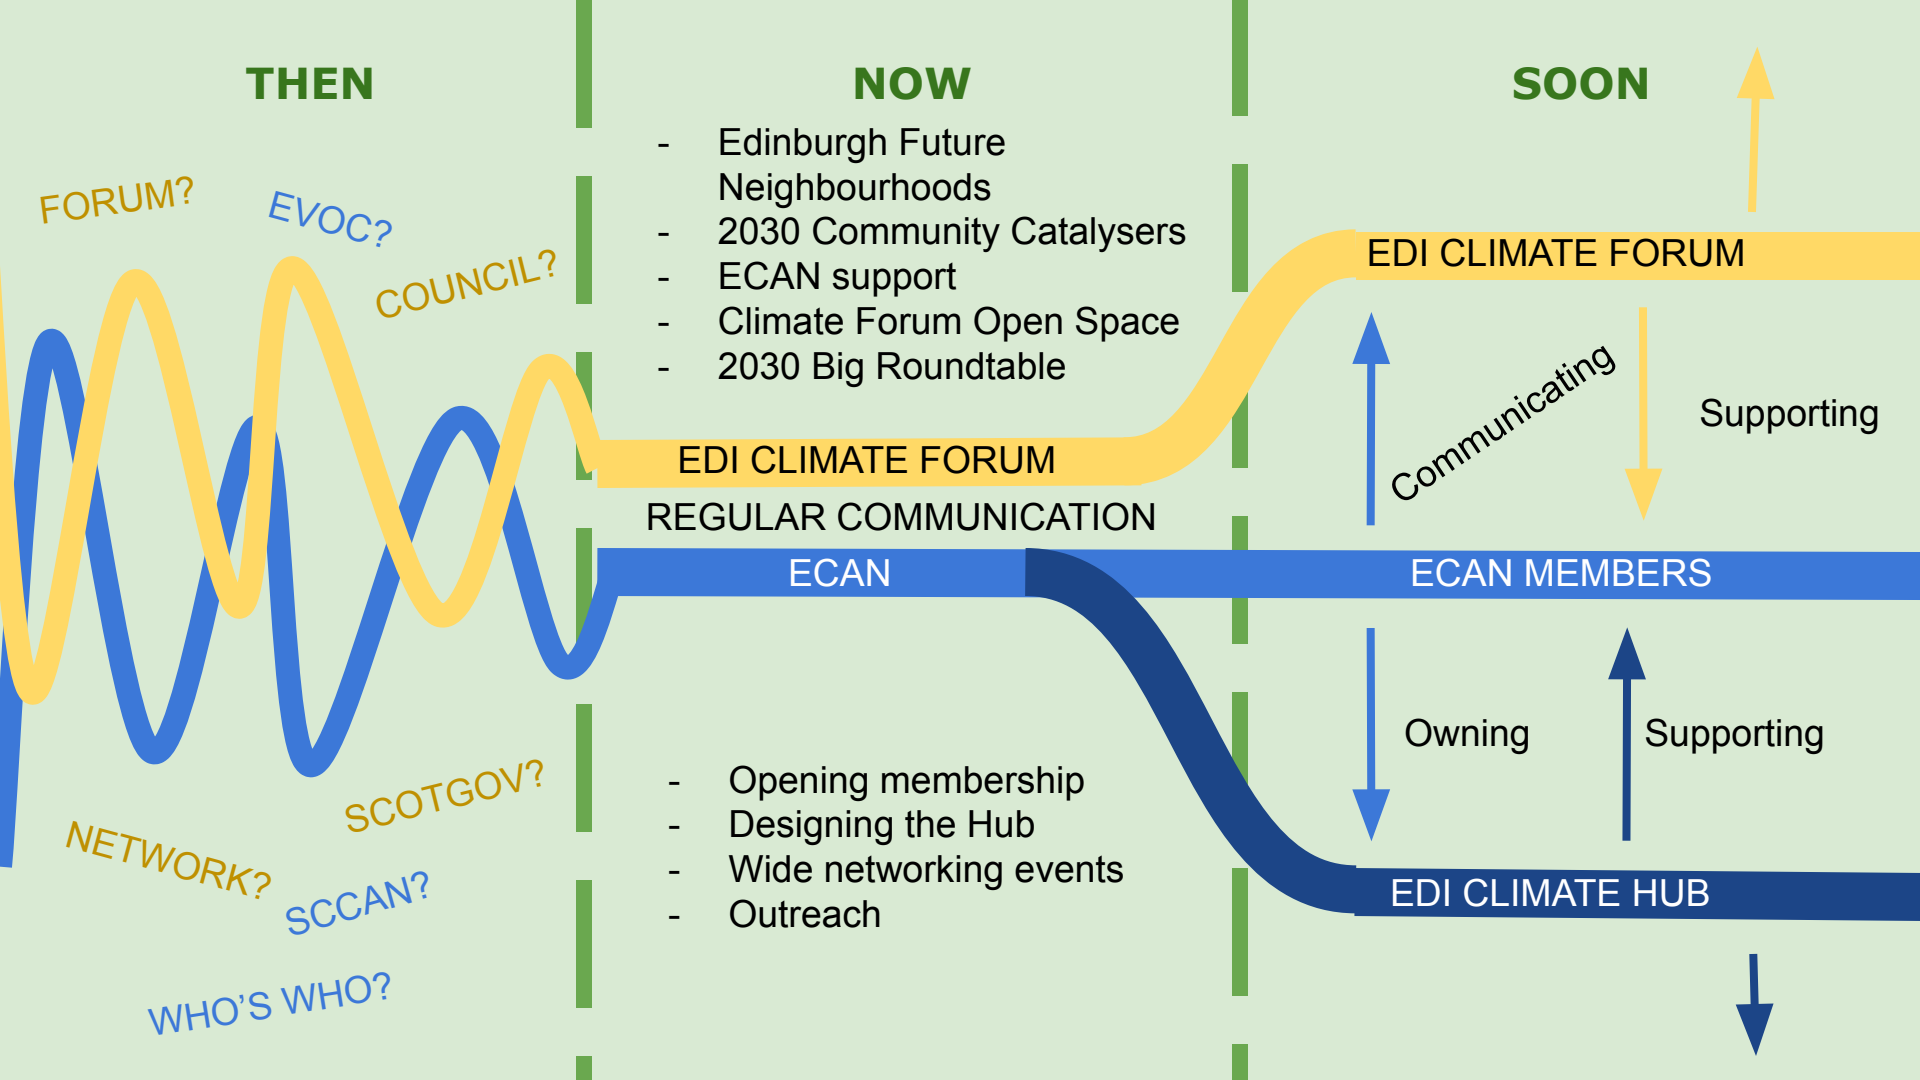 THEN
FORUM?
EVOC?
COUNCIL?
SCOTGOV?
NETWORK?
SCCAN?
WHO'S WHO?
NOW
- Edinburgh Future
Neighbourhoods
- 2030 Community Catalysers
- ECAN support
- Climate Forum Open Space
- 2030 Big Roundtable
EDI CLIMATE FORUM
REGULAR COMMUNICATION
ECAN
- Opening membership
- Designing the Hub
- Wide networking events
- Outreach
SOON
EDI CLIMATE FORUM
Communicating
Supporting
ECAN MEMBERS
Owning
Supporting
EDI CLIMATE HUB